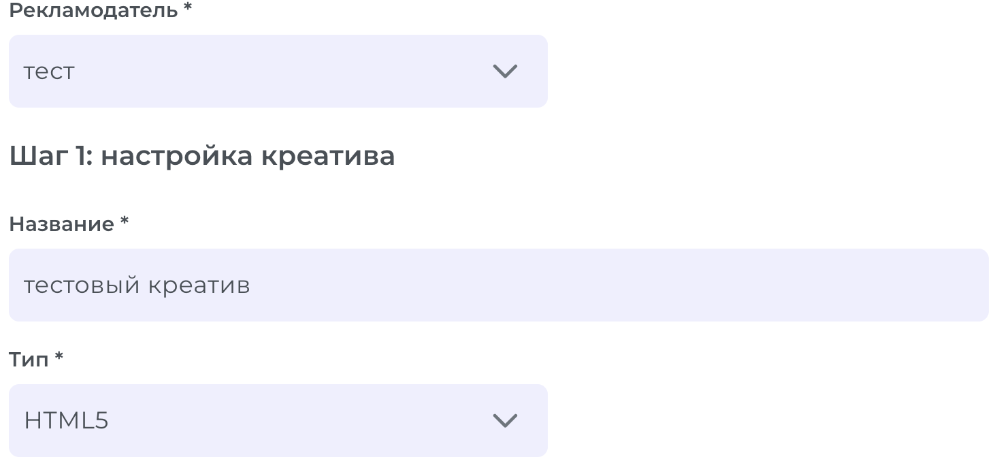 Рекламодатель *
тест
Шаг 1: настройка креатива
Название *
тестовый креатив
Тип *
HTML5